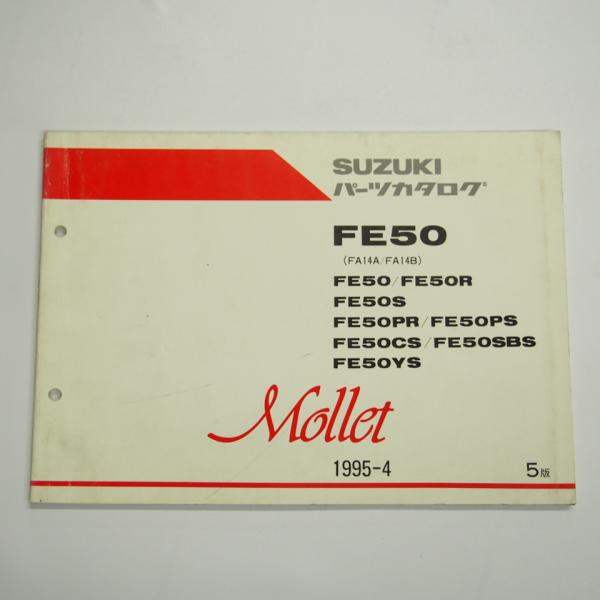 SUZUKI
パーツカタログ
FE50
(FA14A/FA14B)
FE50/FE50R
FE50S
FE50PR/FE50PS
FE50CS/FE50SBS
FE50YS
Mollet
1995-4
5版